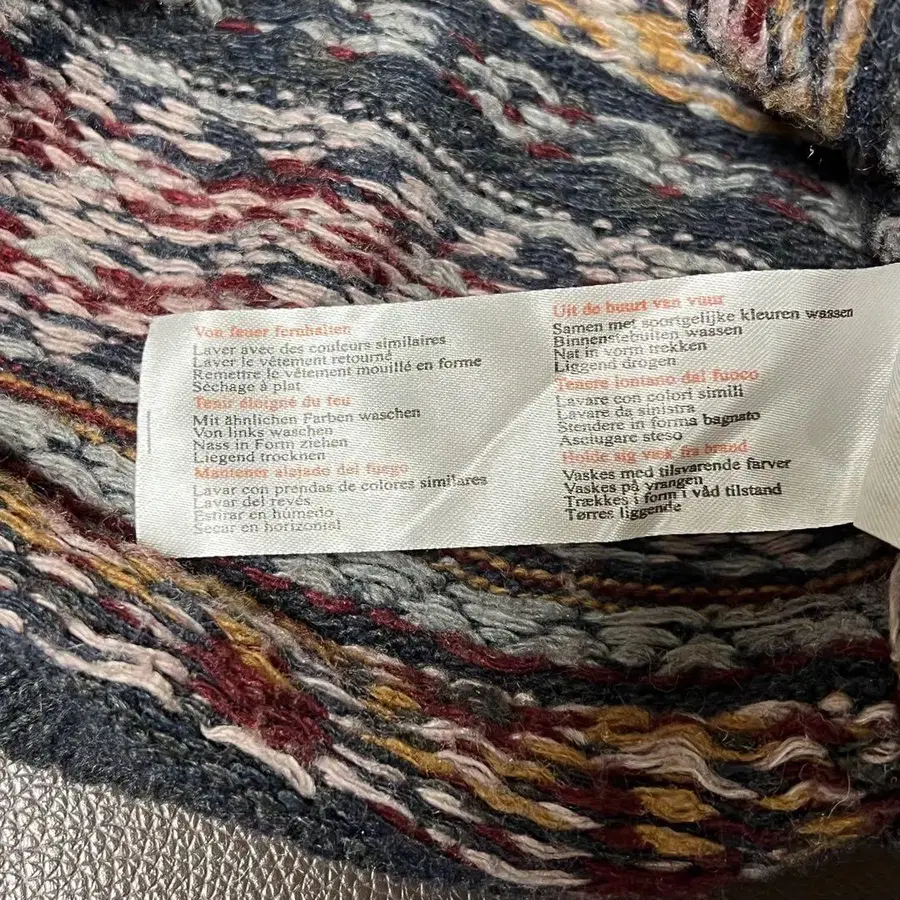 Von feuer fernhalten
Laver avec des couleurs similaires
Laver le vêtement retourné
Remettre le vêtement mouillé en forme
Séchage à plat
Tenir éloigné du feu
Mit ähnlichen Farben waschen
Von links waschen
Nass in Form ziehen
Liegend trocknen
Mantener alejado del fuego
Lavar con prendas de colores similares
Lavar del revés
Estirar en húmedo
Secar en horizontal
Uit de buurt van vuur
Samen met soortgelijke kleuren wassen
Binnenstebuiten wassen
Nat in vorm trekken
Liggend drogen
Tenere lontano dal fuoco
Lavare con colori simili
Lavare da sinistra
Stendere in forma bagnato
Asciugare steso
Holde sig væk fra brand
Vaskes med tilsvarende farver
Vaskes på vrangen
Trækkes i form i våd tilstand
Tørres liggende